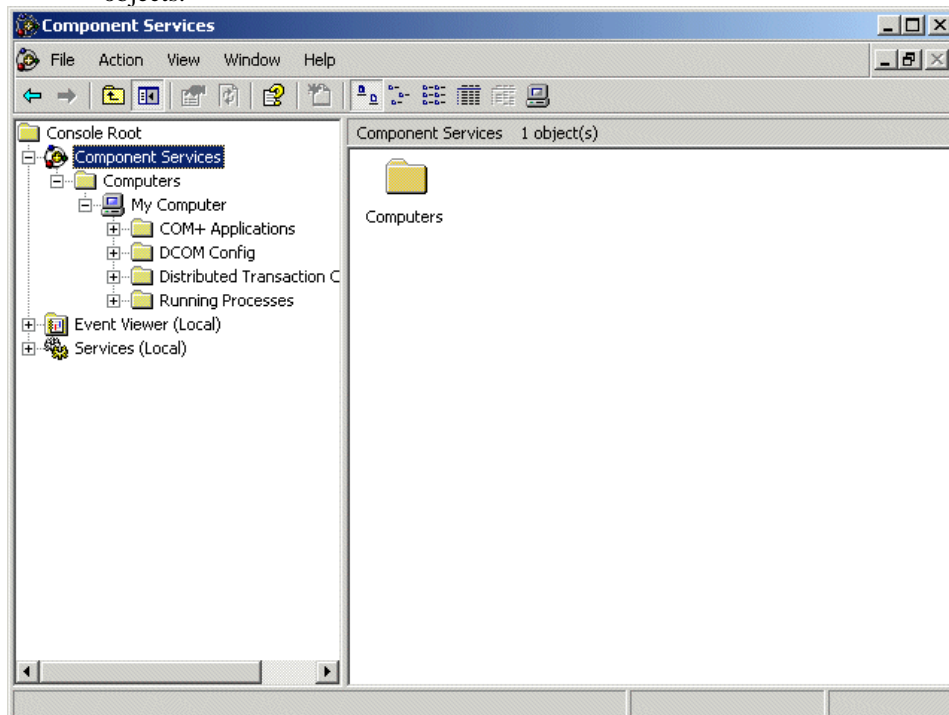 objects.
Component Services
File Action View Window Help
Console Root
Component Services 1 object(s)
Component Services
Computers
My Computer
COM+ Applications
DCOM Config
Distributed Transaction C
Running Processes
Event Viewer (Local)
Services (Local)
Computers